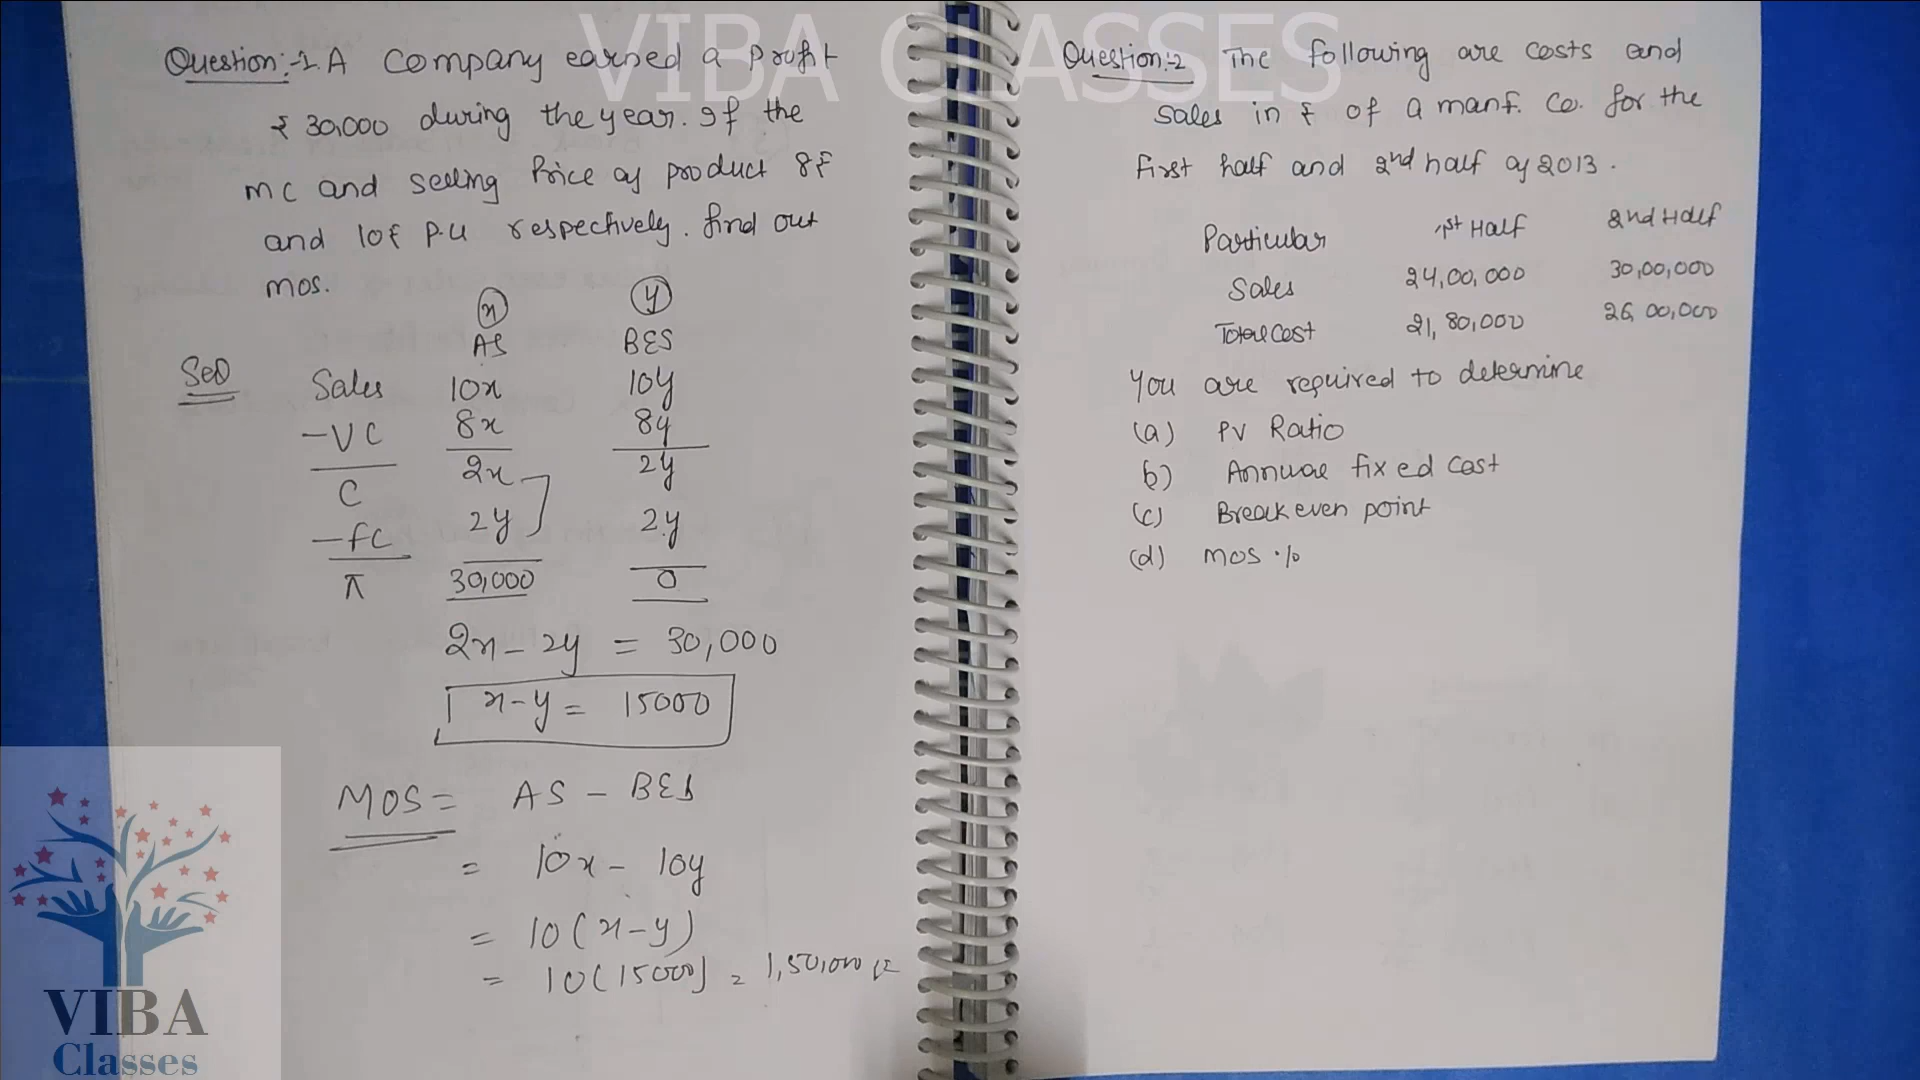 VIBA CLASSES
Question:-1. A Company earned a Profit
₹ 30,000 during the year. If the
mc and selling Price of product 8₹
and 10₹ P.U respectively. find out
mos.
x y
AS BES
Sol
Sales 10x 10y
-VC 8x 8y
C 2x 2y
-fC 2y 2y
π 30,000 0
2x - 2y = 30,000
x-y = 15000
MOS = AS - BES
= 10x - 10y
= 10(x-y)
= 10(15000) = 1,50,000
Question:-2 The following are costs and
Sales in ₹ of a manf. Co. for the
first half and 2nd half of 2013.
Particular 1st Half 2nd Half
Sales 24,00,000 30,00,000
Total Cost 21,80,000 26,00,000
You are required to determine
(a) PV Ratio
b) Annual fixed Cost
(c) Break even point
(d) mos %
VIBA
Classes